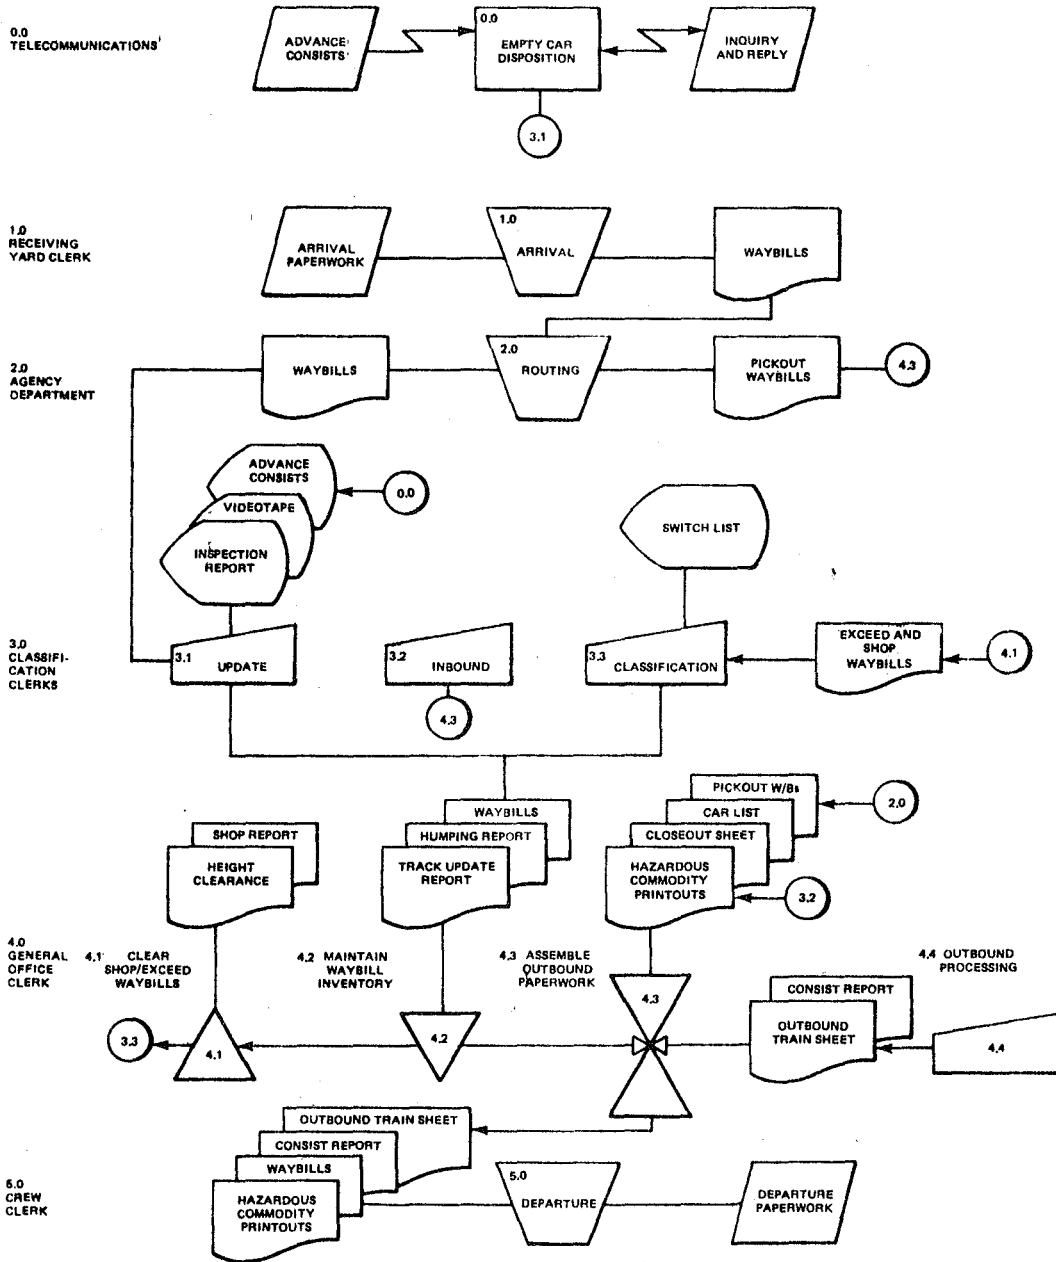 0.0
TELECOMMUNICATIONS
ADVANCE
CONSISTS
0.0
EMPTY CAR
DISPOSITION
INQUIRY
AND REPLY
3.1
1.0
RECEIVING
YARD CLERK
ARRIVAL
PAPERWORK
1.0
ARRIVAL
WAYBILLS
2.0
AGENCY
DEPARTMENT
WAYBILLS
2.0
ROUTING
PICKOUT
WAYBILLS
4.3
ADVANCE
CONSISTS
0.0
VIDEOTAPE
INSPECTION
REPORT
SWITCH LIST
3.0
CLASSIFI-
CATION
CLERKS
3.1
UPDATE
3.2
INBOUND
4.3
3.3
CLASSIFICATION
EXCEED AND
SHOP
WAYBILLS
4.1
SHOP REPORT
HEIGHT
CLEARANCE
WAYBILLS
HUMPING REPORT
TRACK UPDATE
REPORT
PICKOUT W/Bs
2.0
CAR LIST
CLOSEOUT SHEET
HAZARDOUS
COMMODITY
PRINTOUTS
3.2
4.0
GENERAL
OFFICE
CLERK
4.1 CLEAR
SHOP/EXCEED
WAYBILLS
4.2 MAINTAIN
WAYBILL
INVENTORY
4.3 ASSEMBLE
OUTBOUND
PAPERWORK
4.4 OUTBOUND
PROCESSING
3.3
4.1
4.2
4.3
CONSIST REPORT
OUTBOUND
TRAIN SHEET
4.4
5.0
CREW
CLERK
OUTBOUND TRAIN SHEET
CONSIST REPORT
WAYBILLS
HAZARDOUS
COMMODITY
PRINTOUTS
5.0
DEPARTURE
DEPARTURE
PAPERWORK